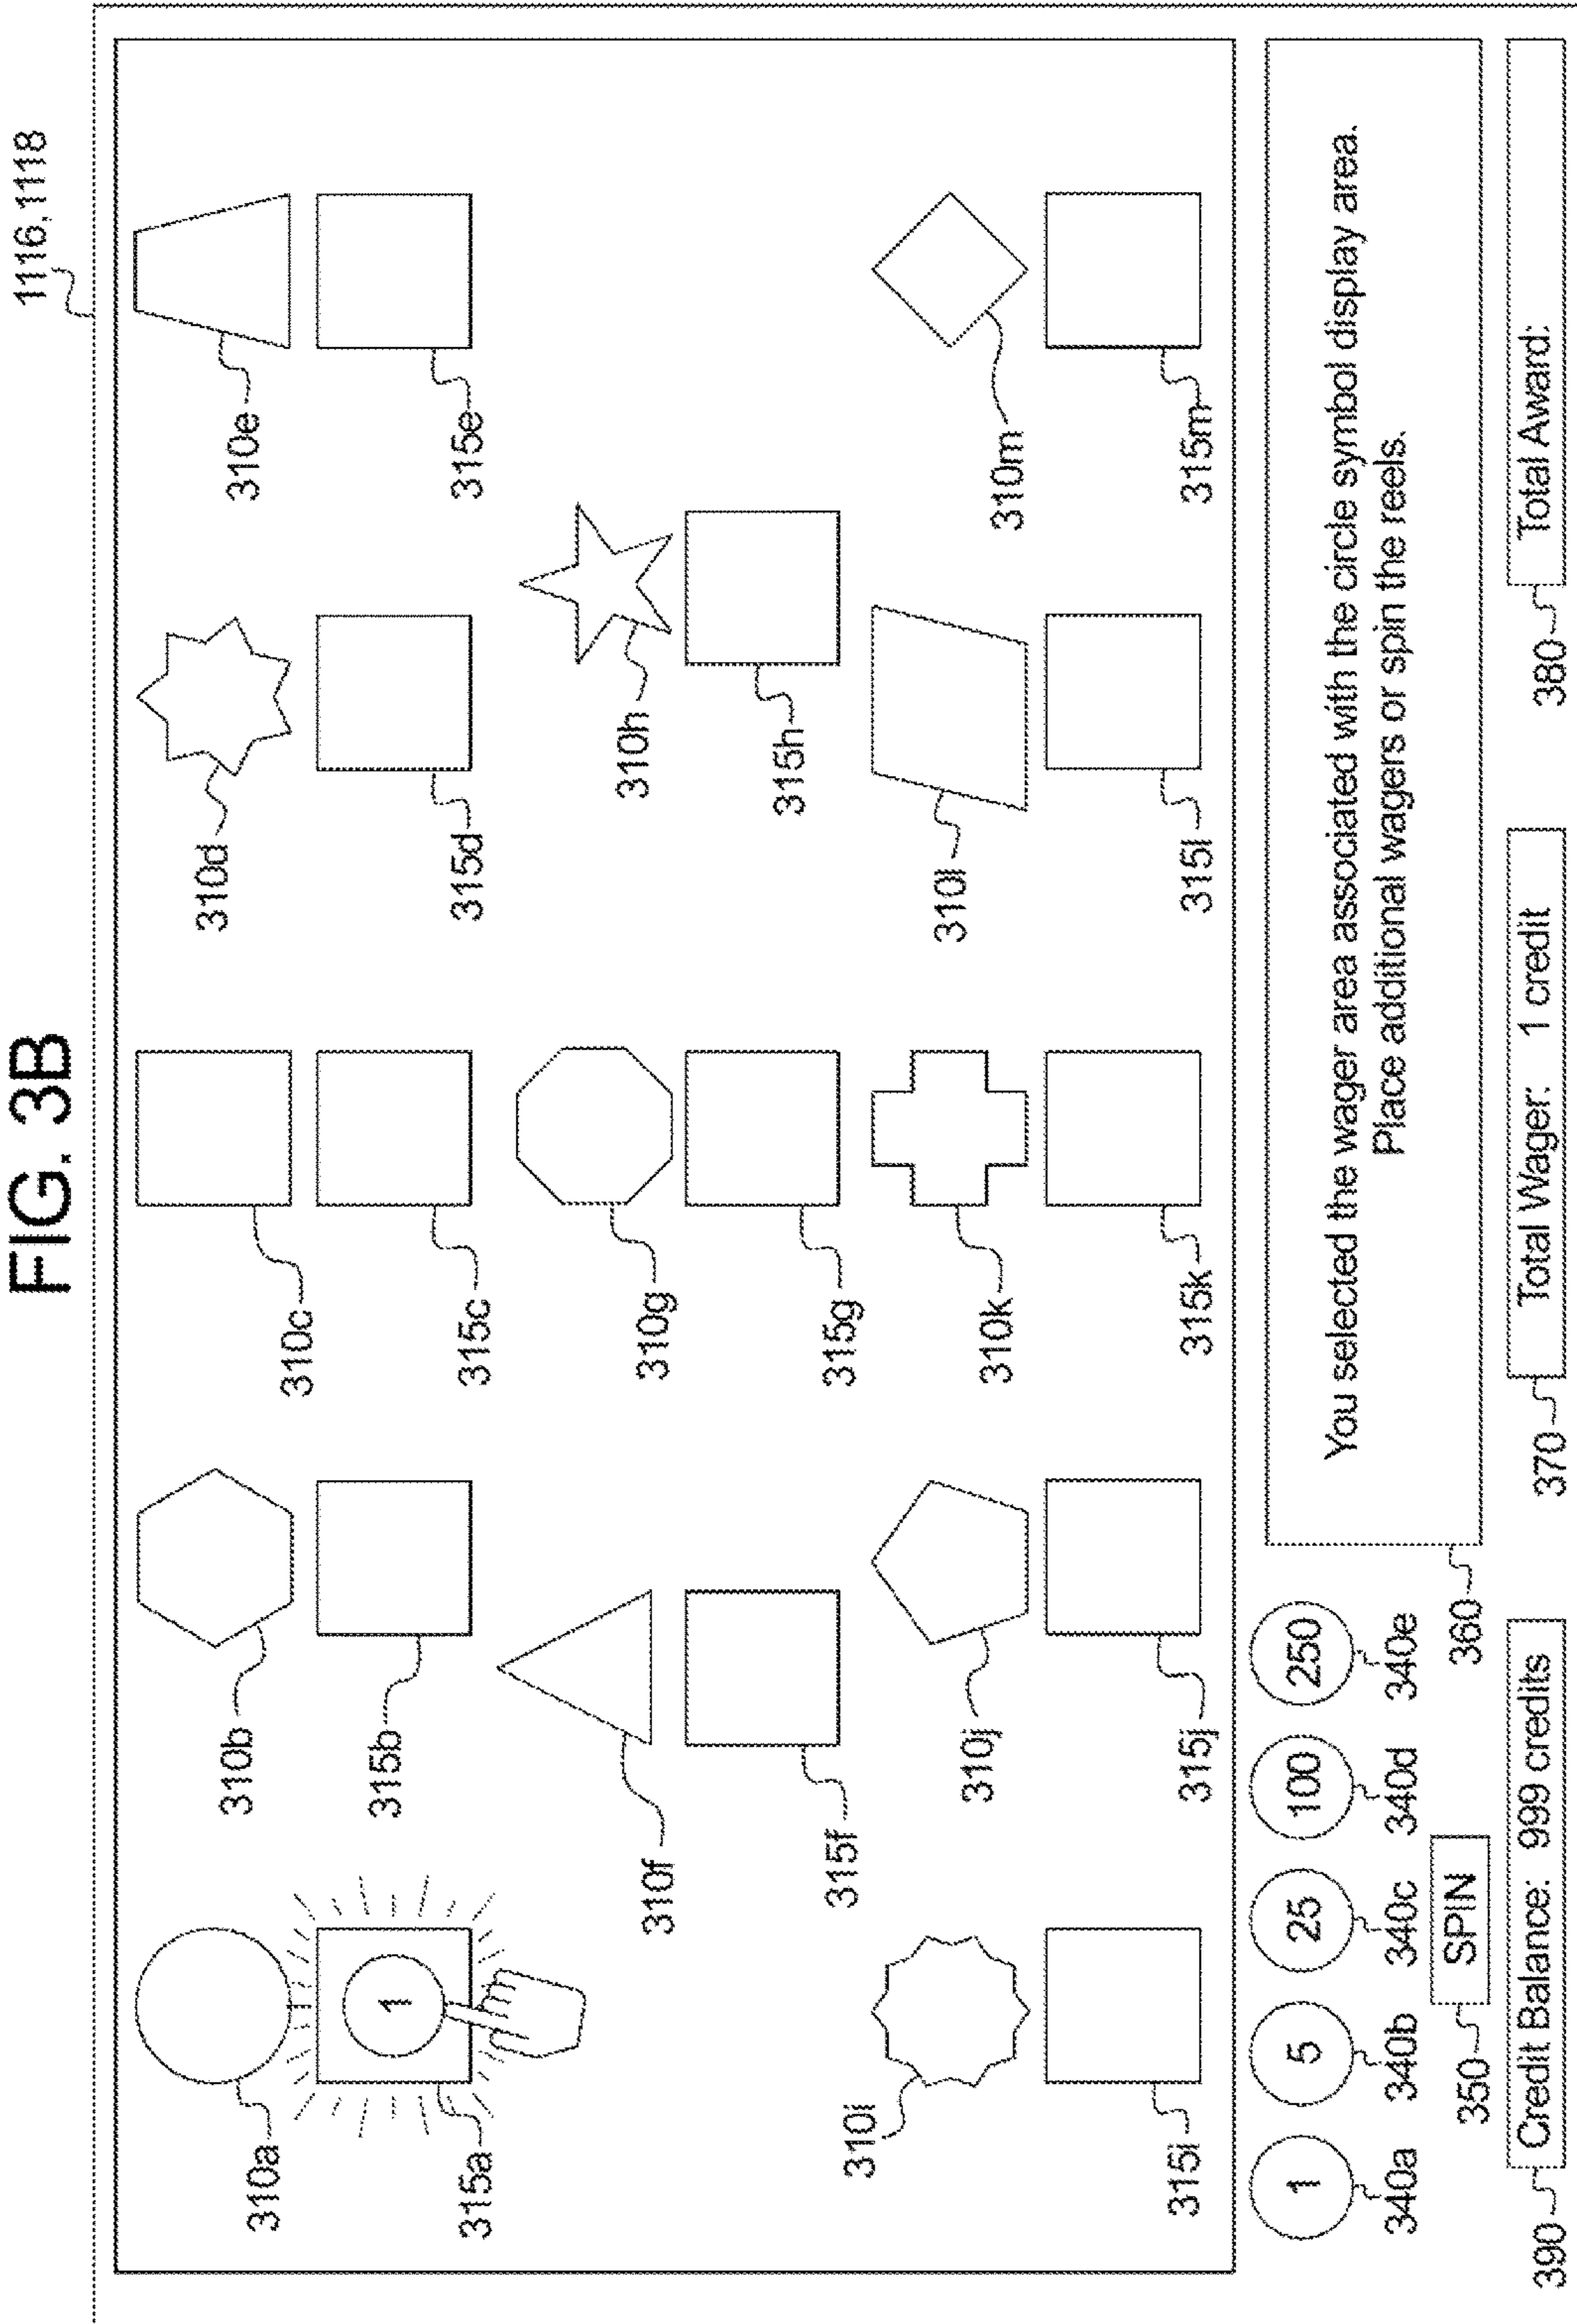 FIG. 3B
1116,1118
310a
310b
310c
310d
310e
1
315a
315b
315c
315d
315e
310f
310g
310h
315f
315g
315h
310i
310j
310k
310l
310m
315i
315j
315k
315l
315m
1
5
25
100
250
340a
340b
340c
340d
340e
350
SPIN
You selected the wager area associated with the circle symbol display area.
Place additional wagers or spin the reels.
360
390
Credit Balance: 999 credits
370
Total Wager: 1 credit
380
Total Award: